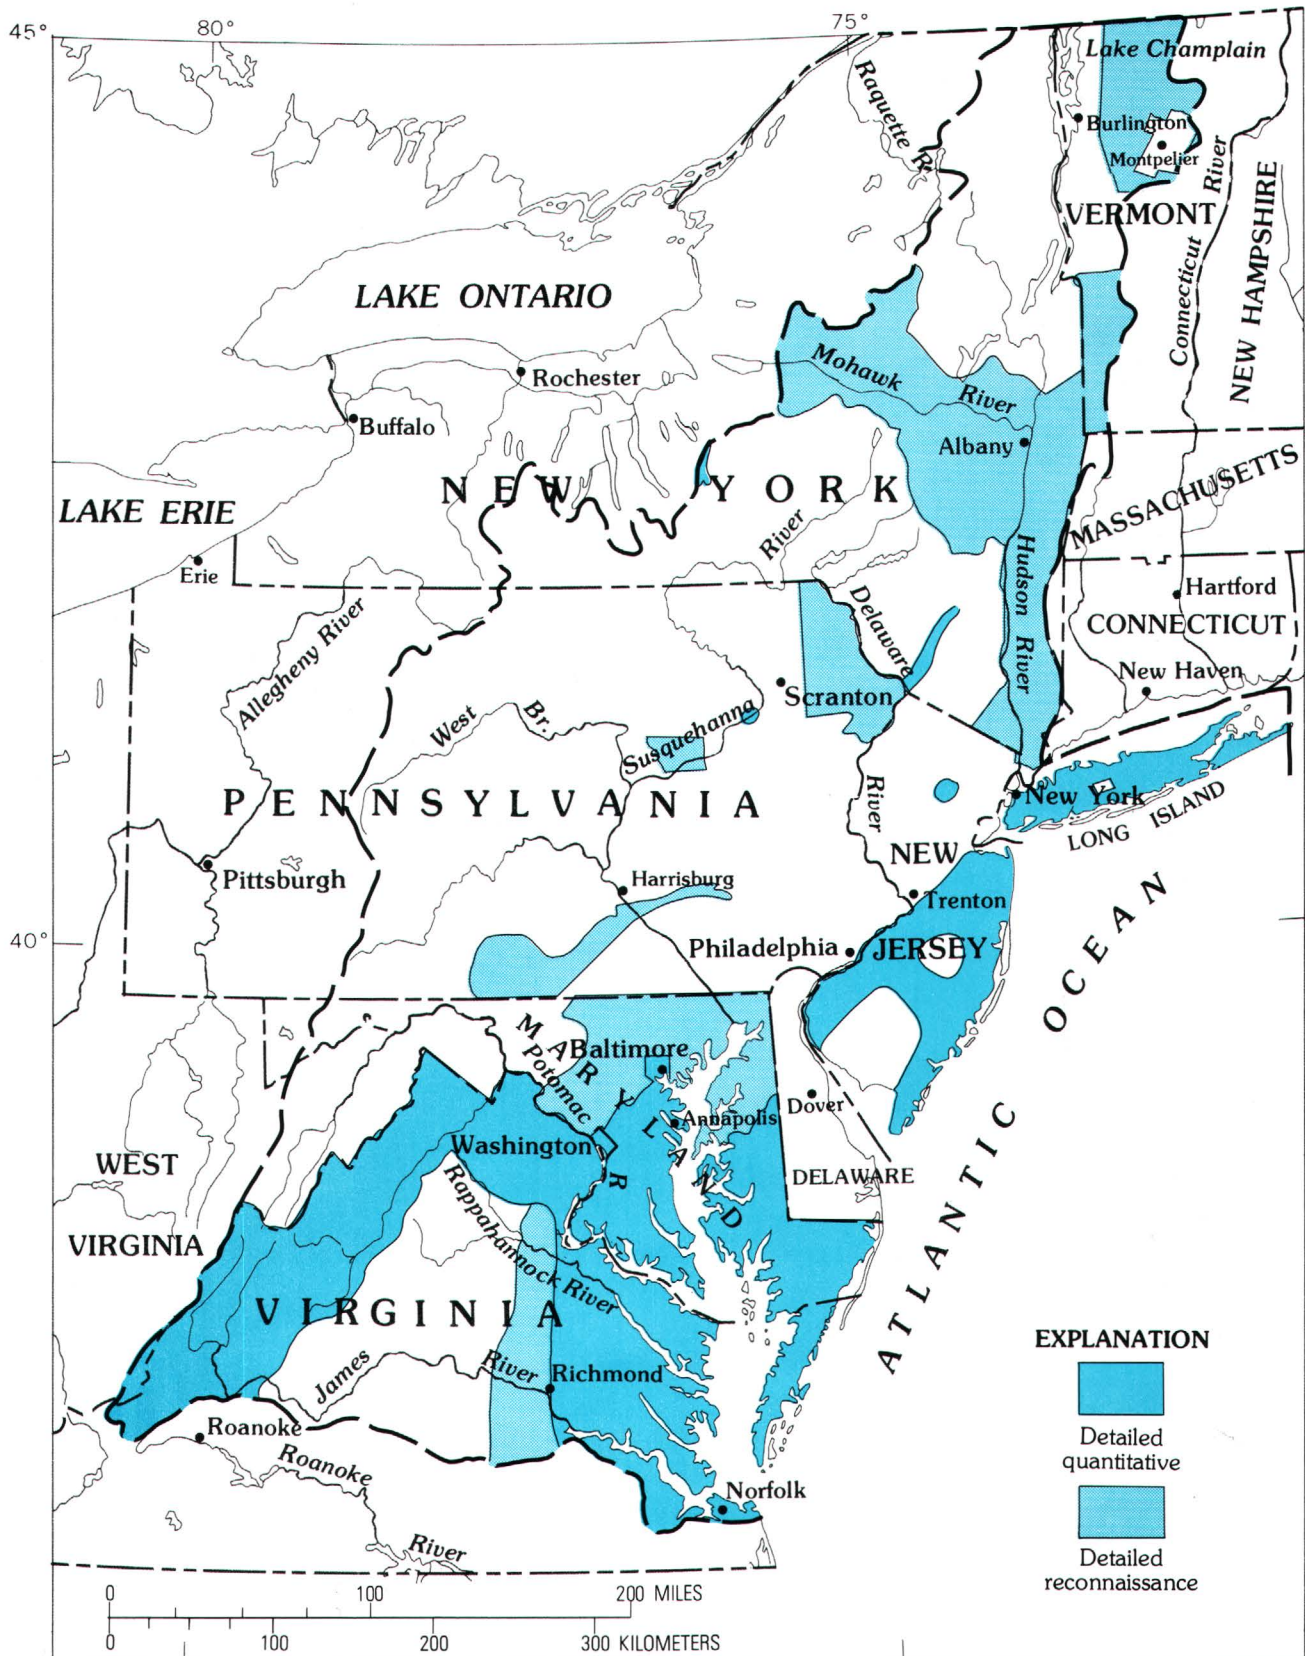 45°
80°
75°
Lake Champlain
Raquette R.
Burlington
Montpelier
River
Connecticut
VERMONT
NEW HAMPSHIRE
LAKE ONTARIO
Mohawk
River
Rochester
Buffalo
Albany
NEW YORK
MASSACHUSETTS
LAKE ERIE
River
Erie
Hudson River
Hartford
CONNECTICUT
Delaware
Allegheny River
New Haven
Scranton
West
Br.
Susquehanna
River
PENNSYLVANIA
New York
LONG ISLAND
NEW
Pittsburgh
Harrisburg
Trenton
40°
Philadelphia
JERSEY
ATLANTIC OCEAN
MARYLAND
Baltimore
Potomac
R
Annapolis
Dover
Washington
WEST
DELAWARE
Rappahannock River
VIRGINIA
VIRGINIA
James
River
Richmond
EXPLANATION
Detailed
quantitative
Roanoke
Roanoke
Norfolk
River
Detailed
reconnaissance
0 100 200 MILES
0 100 200 300 KILOMETERS